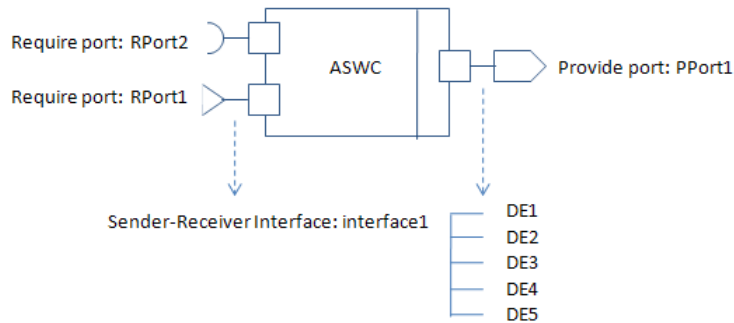 Require port: RPort2
ASWC
Provide port: PPort1
Require port: RPort1
Sender-Receiver Interface: interface1
DE1
DE2
DE3
DE4
DE5